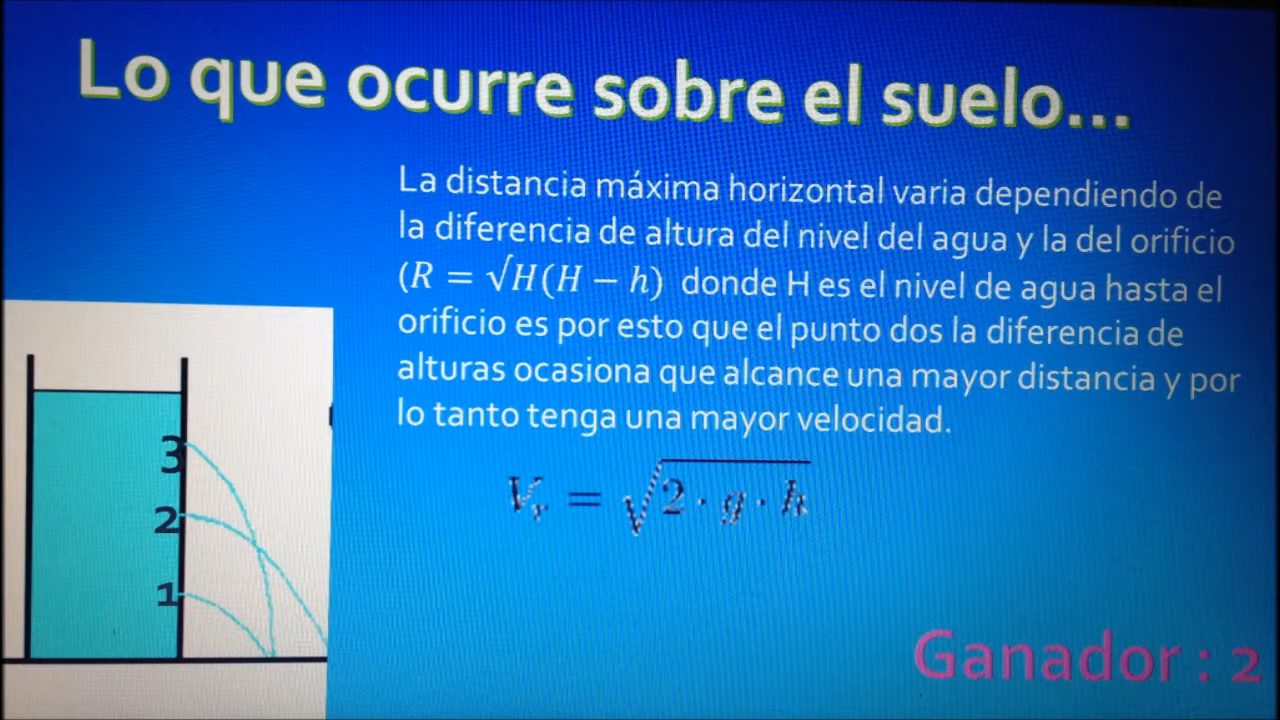 Lo que ocurre sobre el suelo...
La distancia máxima horizontal varia dependiendo de
la diferencia de altura del nivel del agua y la del orificio
(R = √H(H − h) donde H es el nivel de agua hasta el
orificio es por esto que el punto dos la diferencia de
alturas ocasiona que alcance una mayor distancia y por
lo tanto tenga una mayor velocidad.
3
2
1
Vᵣ = √2 · g · h
Ganador : 2